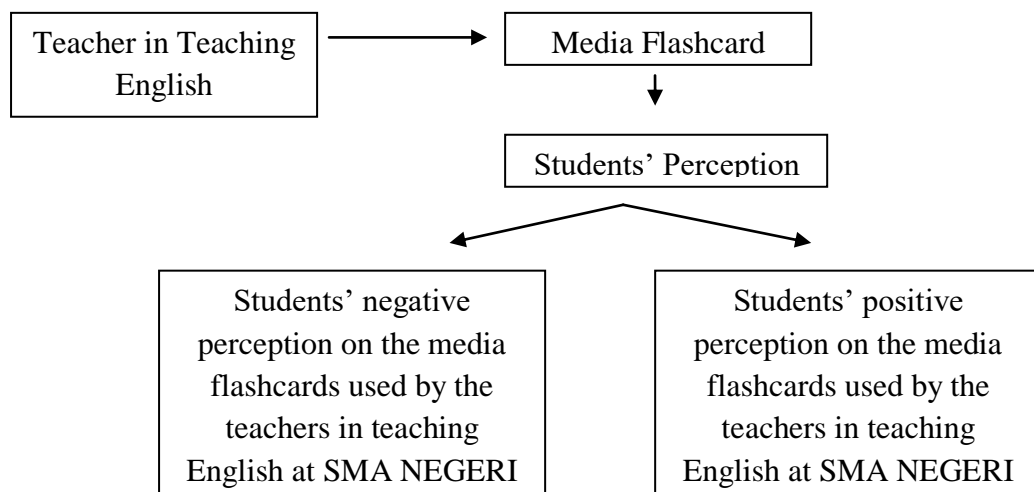 Teacher in Teaching
English
Media Flashcard
Students’ Perception
Students’ negative
perception on the media
flashcards used by the
teachers in teaching
English at SMA NEGERI
Students’ positive
perception on the media
flashcards used by the
teachers in teaching
English at SMA NEGERI